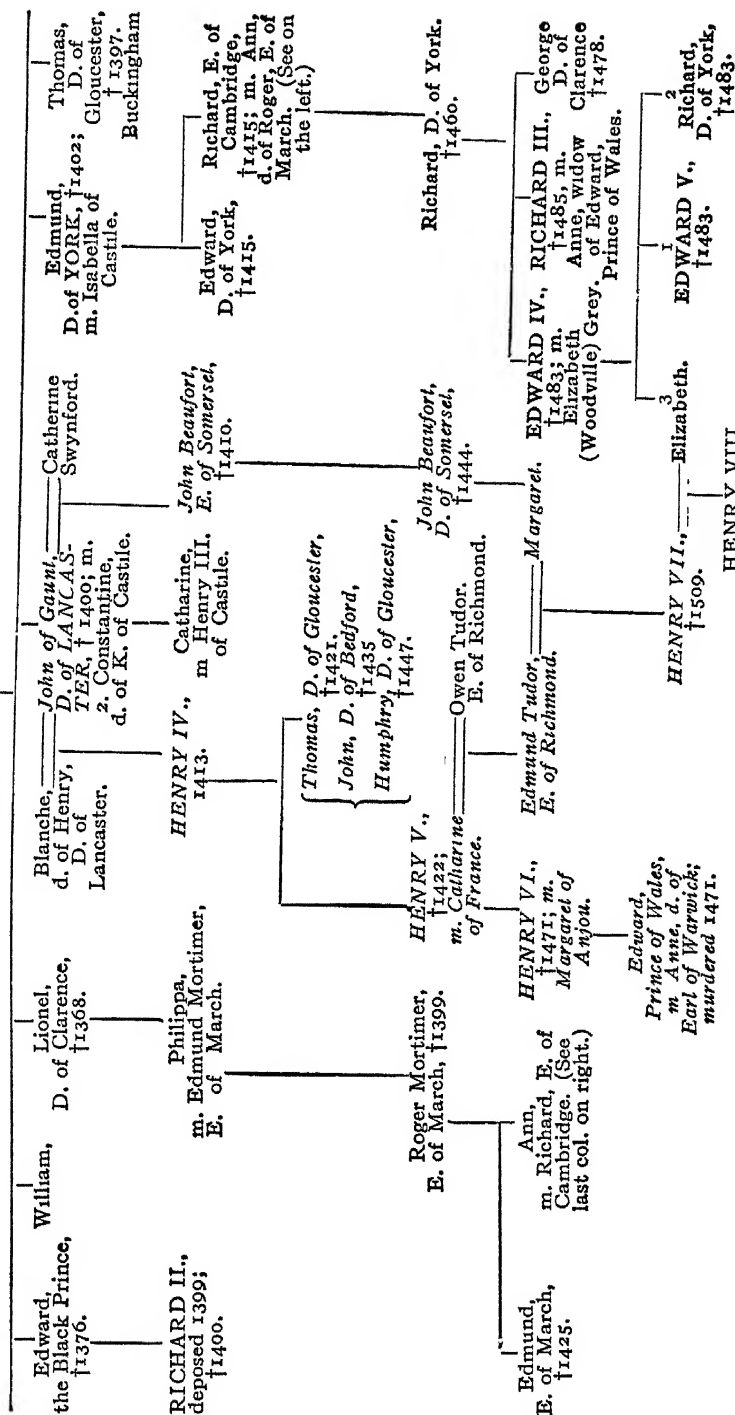 Edward,
the Black Prince,
†1376.
William,
Lionel,
D. of Clarence,
†1368.
Blanche,
d. of Henry,
D. of
Lancaster.
John of Gaunt,
D. of LANCAS-
TER, † 1400; m.
2. Constantine,
d. of K. of Castile.
Catherine
Swynford.
Edmund,
D. of YORK, †1402;
m. Isabella of
Castile.
Thomas,
D. of
Gloucester,
† 1397.
Buckingham
RICHARD II.,
deposed 1399;
†1400.
Philippa,
m. Edmund Mortimer,
E. of March.
HENRY IV.,
1413.
Catharine,
m Henry III.
of Castile.
John Beaufort,
E. of Somersel,
†1410.
Edward,
D. of York,
†1415.
Richard, E. of
Cambridge,
†1415; m. Ann,
d. of Roger, E. of
March. (See on
the left.)
Roger Mortimer,
E. of March, †1399.
Thomas, D. of Gloucester,
†1421.
John, D. of Bedford,
†1435
Humphry, D. of Gloucester,
†1447.
John Beaufort,
D. of Somersel,
†1444.
Richard, D. of York.
†1460.
Edmund,
E. of March,
†1425.
Ann,
m. Richard, E. of
Cambridge. (See
last col. on right.)
HENRY V.,
†1422;
m. Catharine
of France.
Owen Tudor.
E. of Richmond.
HENRY VI.,
†1471; m.
Margaret of
Anjou.
Edmund Tudor,
E. of Richmond.
Margaret.
EDWARD IV.,
†1483; m.
Elizabeth
(Woodville) Grey.
RICHARD III.,
†1485, m.
Anne, widow
of Edward,
Prince of Wales.
George
D. of
Clarence
†1478.
Edward,
Prince of Wales,
m Anne, d. of
Earl of Warwick;
murdered 1471.
HENRY VII.,
†1509.
3
Elizabeth.
1
EDWARD V.,
†1483.
2
Richard,
D. of York,
†1483.
HENRY VIII